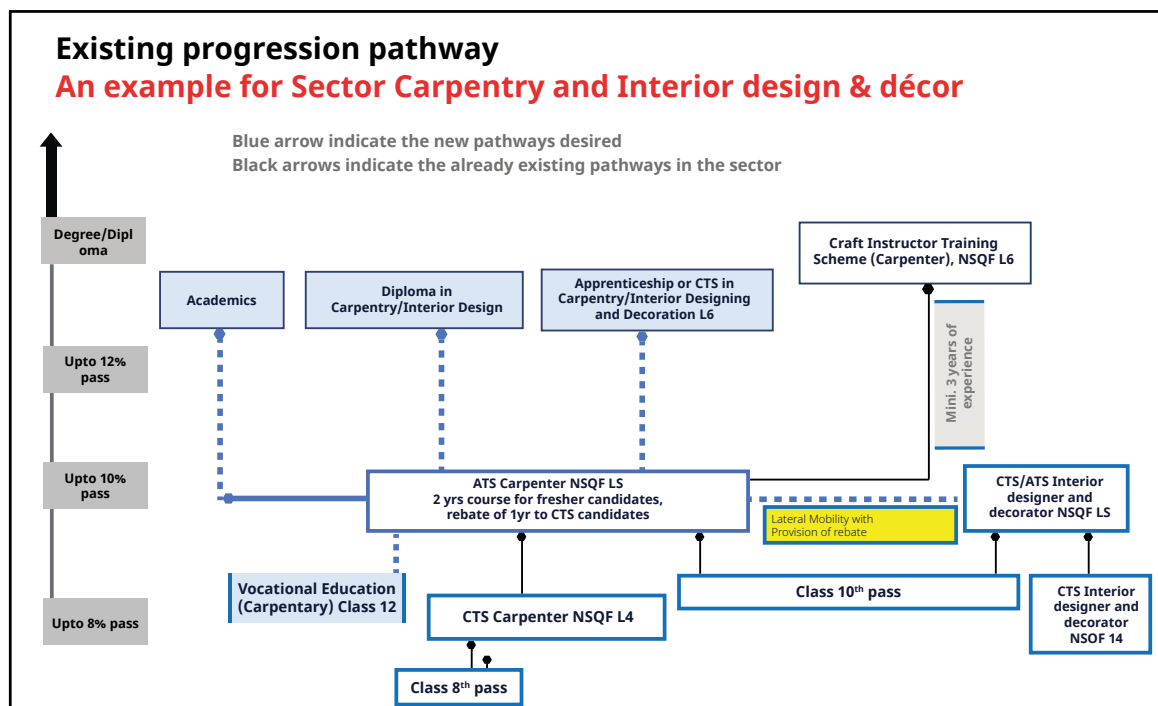 Existing progression pathway
An example for Sector Carpentry and Interior design & décor
Blue arrow indicate the new pathways desired
Black arrows indicate the already existing pathways in the sector
Degree/Dipl
oma
Craft Instructor Training
Scheme (Carpenter), NSQF L6
Academics
Diploma in
Carpentry/Interior Design
Apprenticeship or CTS in
Carpentry/Interior Designing
and Decoration L6
Mini. 3 years of
experience
Upto 12% 
pass
Upto 10%
pass
ATS Carpenter NSQF LS
2 yrs course for fresher candidates,
rebate of 1yr to CTS candidates
CTS/ATS Interior
designer and
decorator NSQF LS
Lateral Mobility with
Provision of rebate
Vocational Education
(Carpentary) Class 12
Class 10th pass
CTS Interior
designer and
decorator
NSOF 14
CTS Carpenter NSQF L4
Upto 8% pass
Class 8th pass